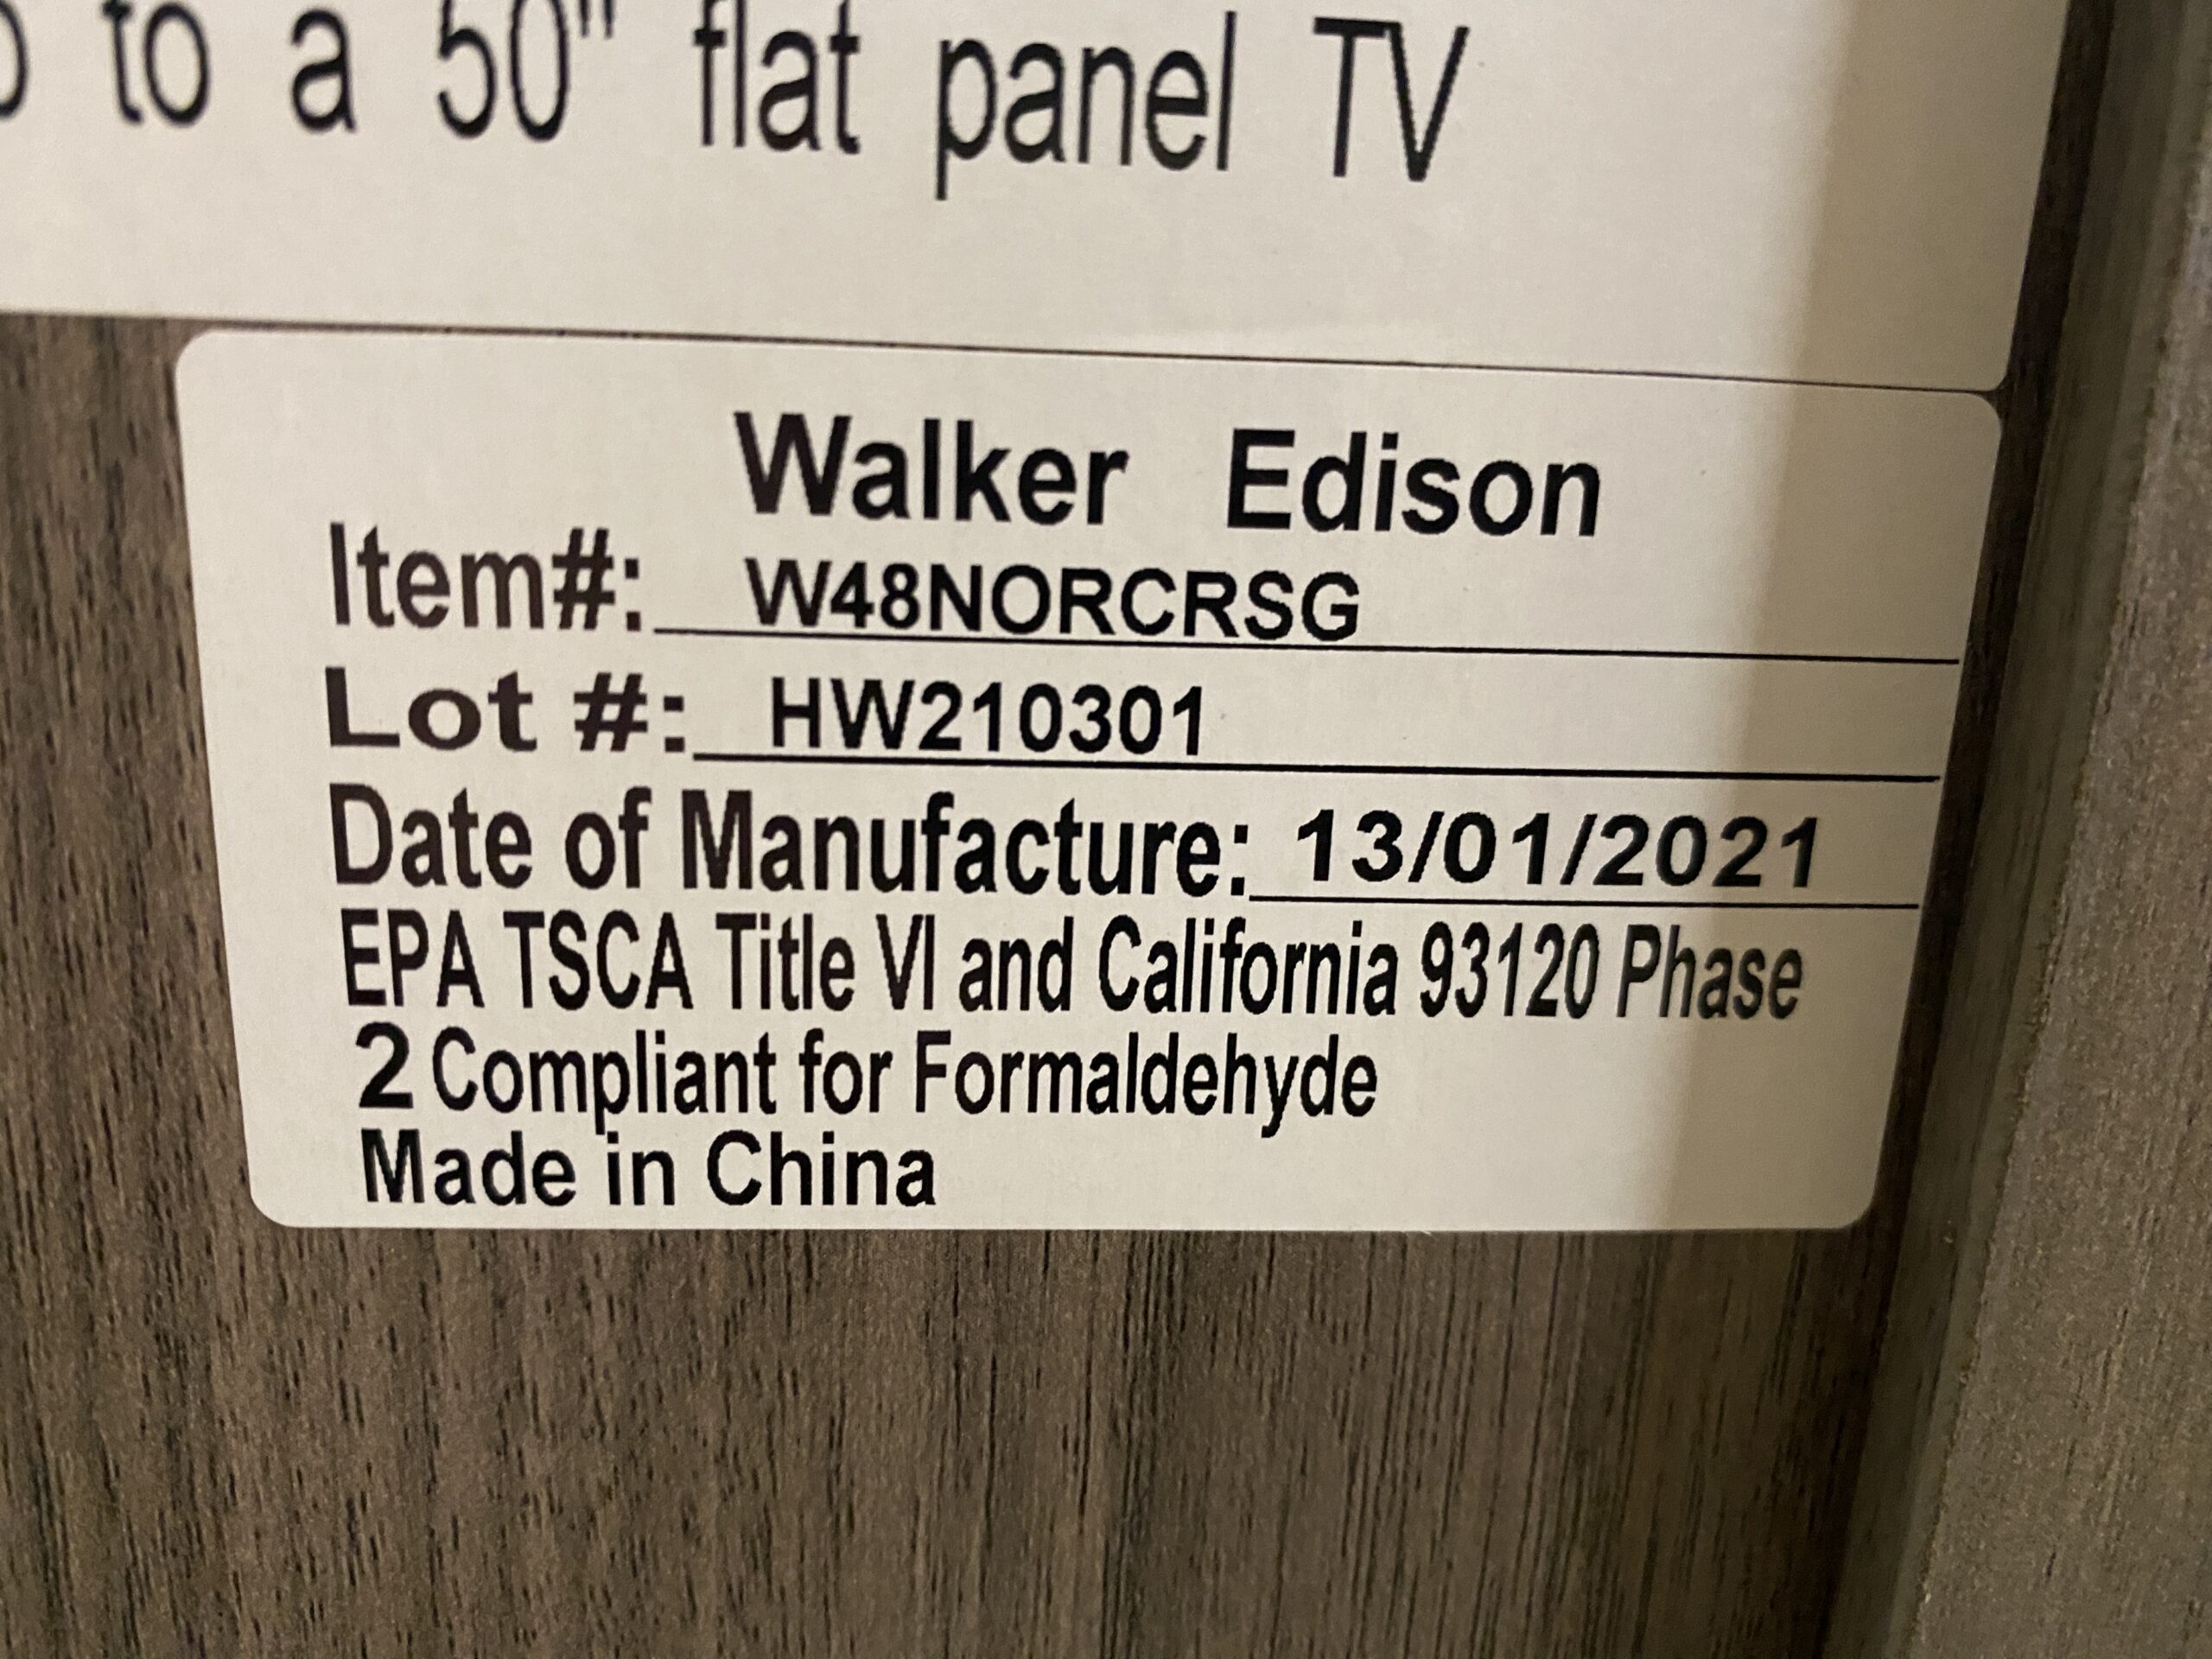 to a 50" flat panel TV
Walker Edison
Item#: W48NORCRSG
Lot #: HW210301
Date of Manufacture: 13/01/2021
EPA TSCA Title VI and California 93120 Phase
2 Compliant for Formaldehyde
Made in China